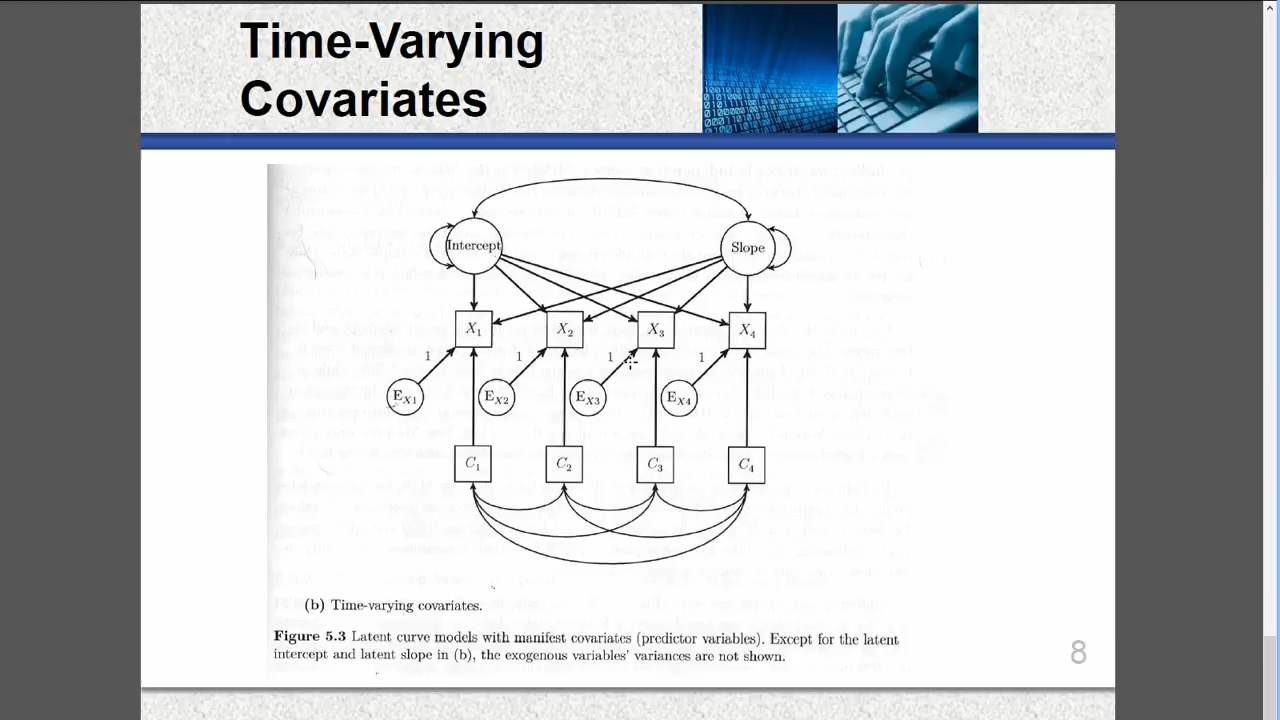 Time-Varying
Covariates
Intercept
Slope
X1 X2 X3 X4
1 1 1 1
EX1 EX2 EX3 EX4
C1 C2 C3 C4
(b) Time-varying covariates.
Figure 5.3 Latent curve models with manifest covariates (predictor variables). Except for the latent
intercept and latent slope in (b), the exogenous variables' variances are not shown.
8